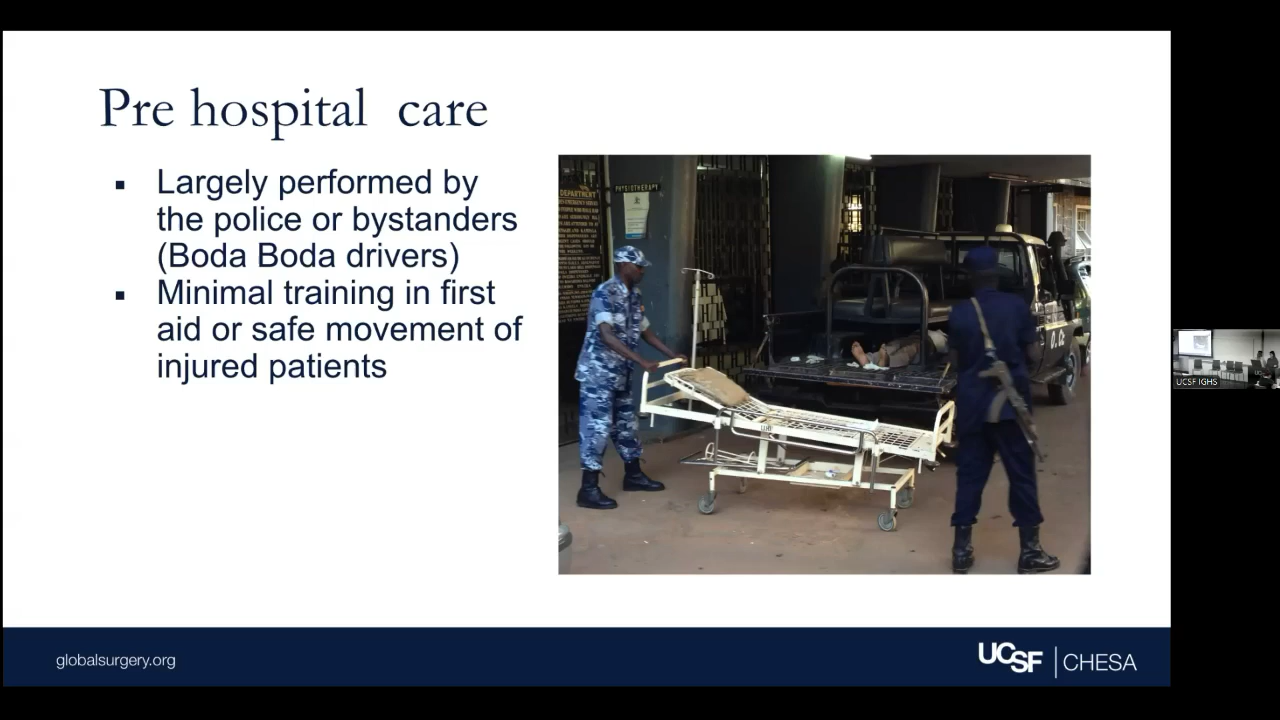 Pre hospital  care
▪ Largely performed by
the police or bystanders
(Boda Boda drivers)
▪ Minimal training in first
aid or safe movement of
injured patients
DEPARTMENT
PHYSIOTHERAPY
globalsurgery.org
UCSF | CHESA
UCSF IGHS